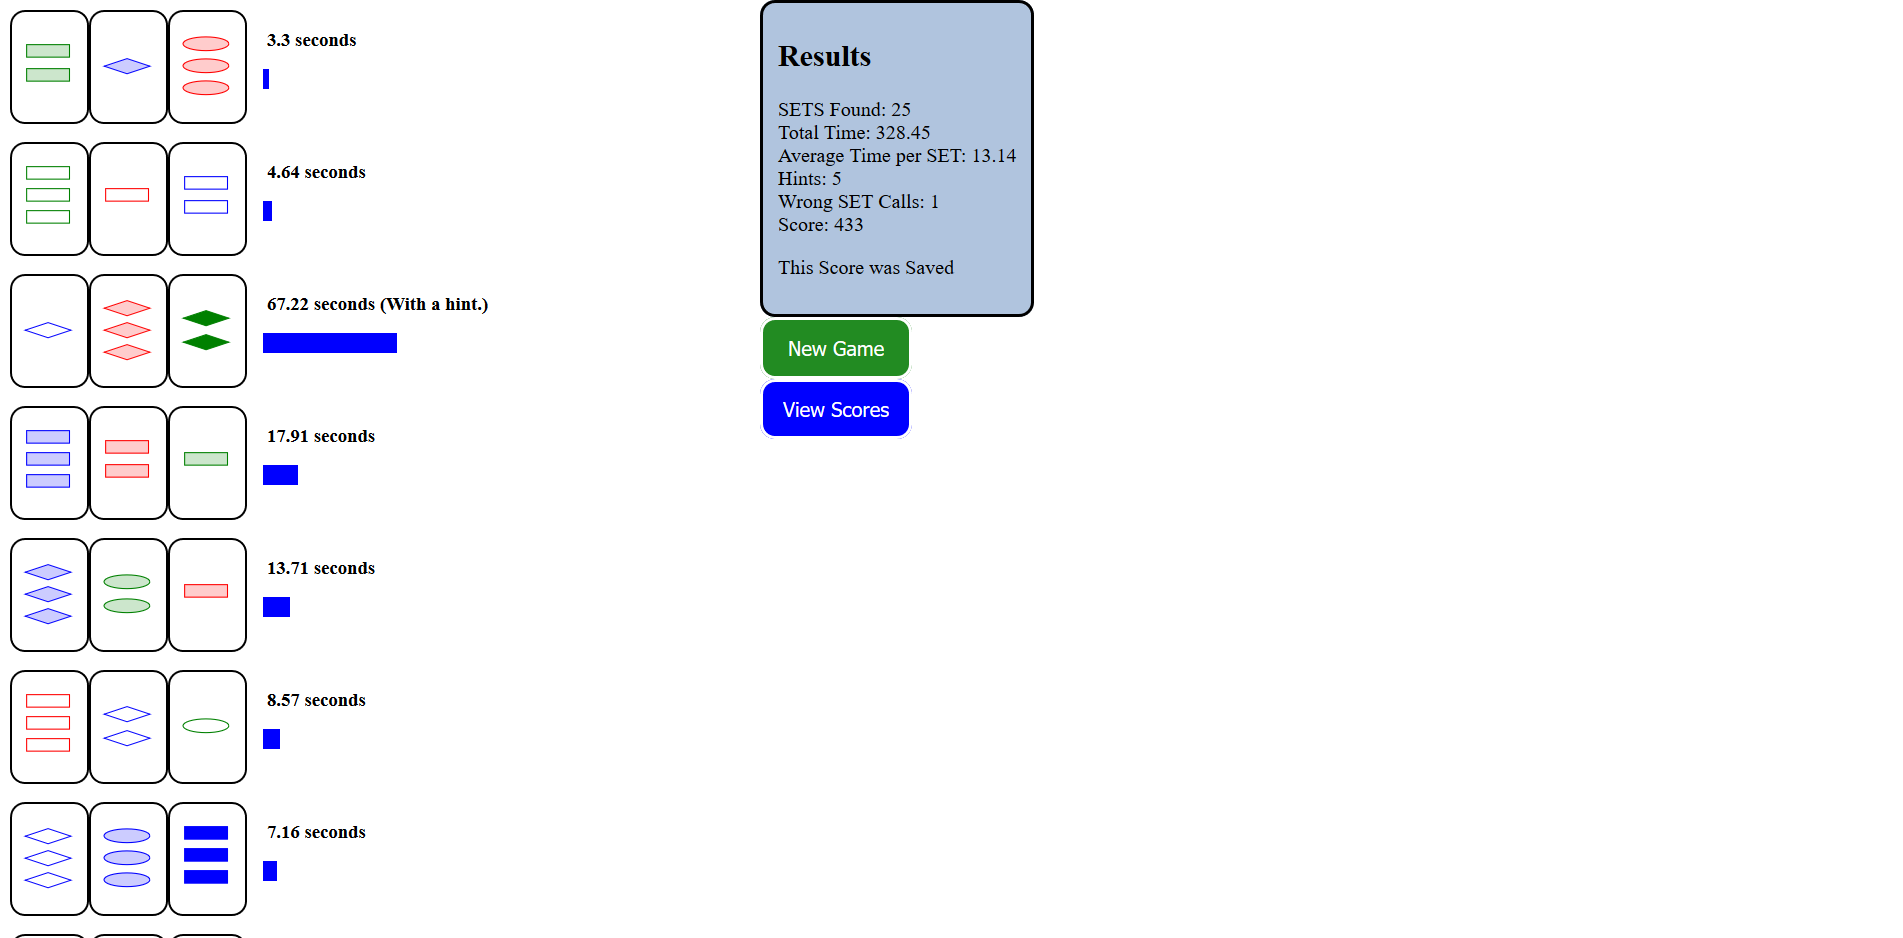 3.3 seconds
4.64 seconds
67.22 seconds (With a hint.)
17.91 seconds
13.71 seconds
8.57 seconds
7.16 seconds
Results
SETS Found: 25
Total Time: 328.45
Average Time per SET: 13.14
Hints: 5
Wrong SET Calls: 1
Score: 433
This Score was Saved
New Game
View Scores